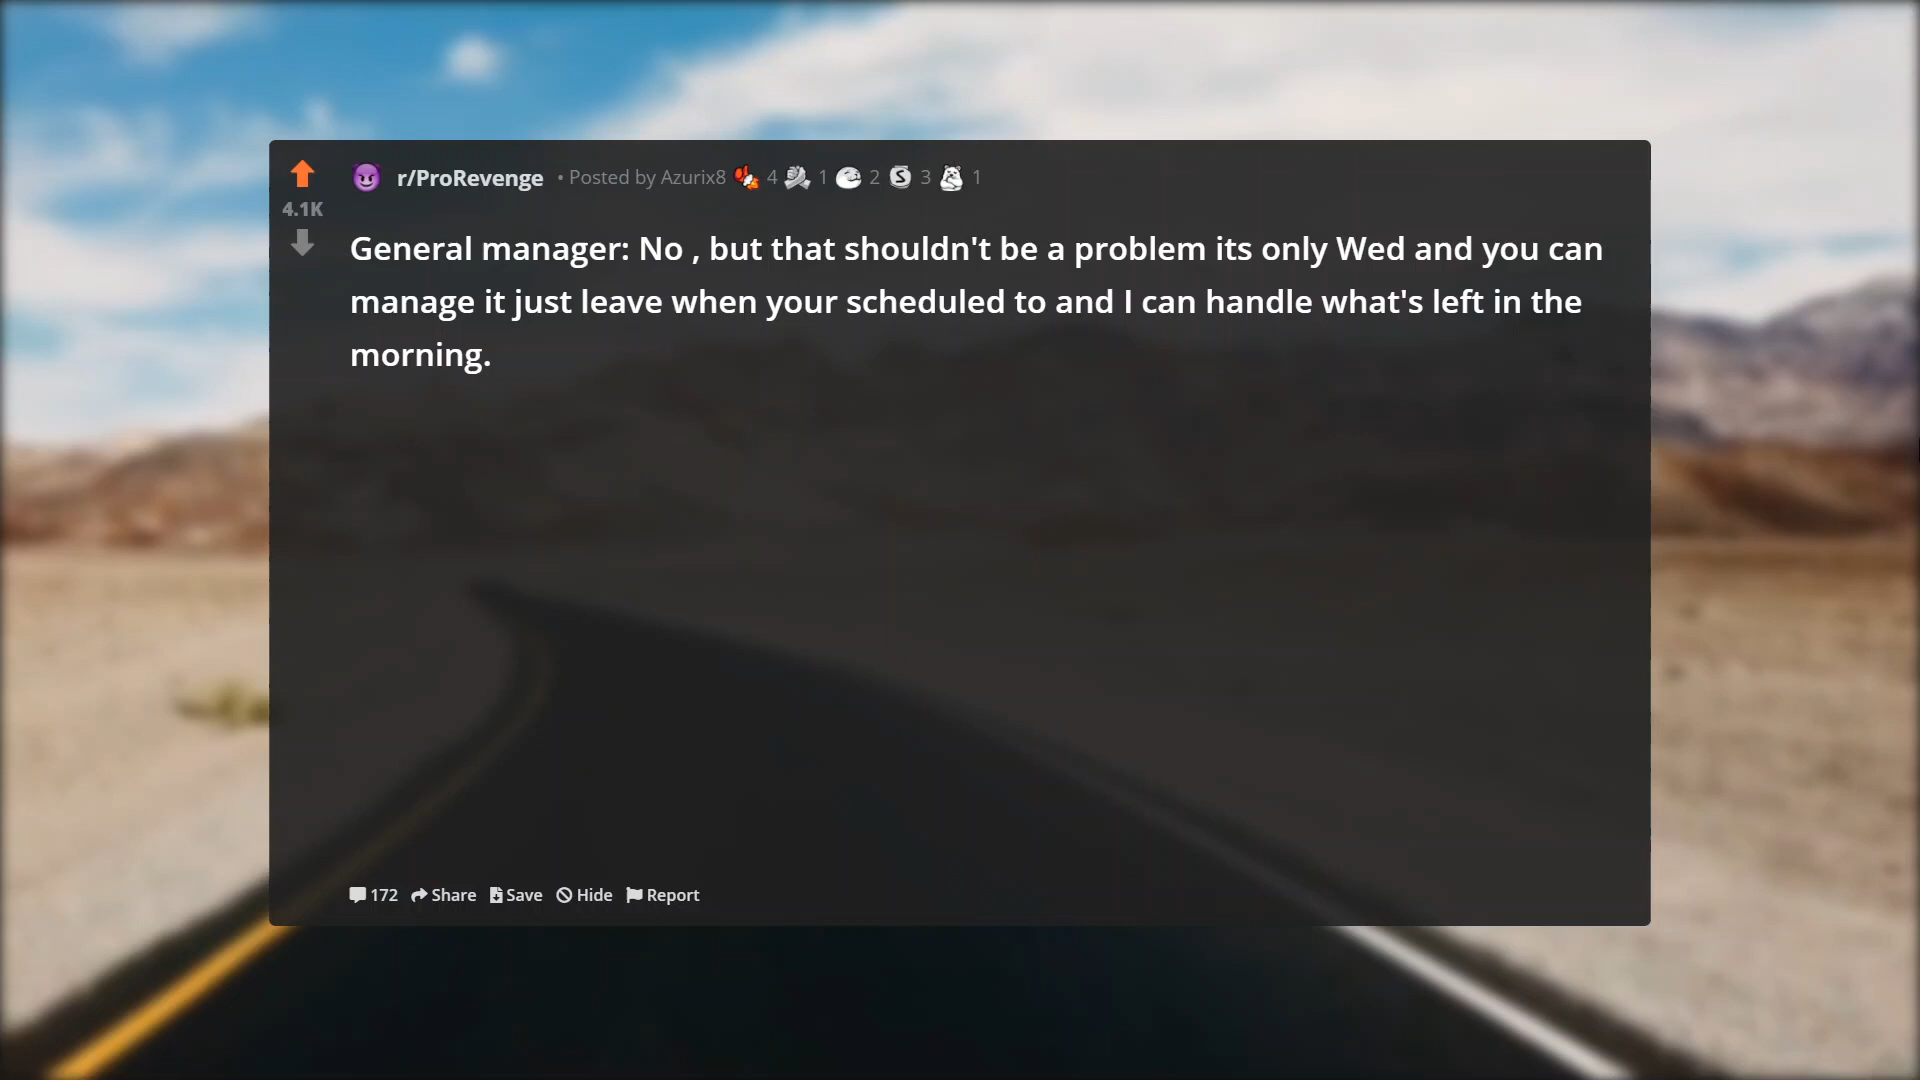 r/ProRevenge • Posted by Azurix8 4 1 2 3 1
4.1K
General manager: No , but that shouldn't be a problem its only Wed and you can
manage it just leave when your scheduled to and I can handle what's left in the
morning.
172 Share Save Hide Report